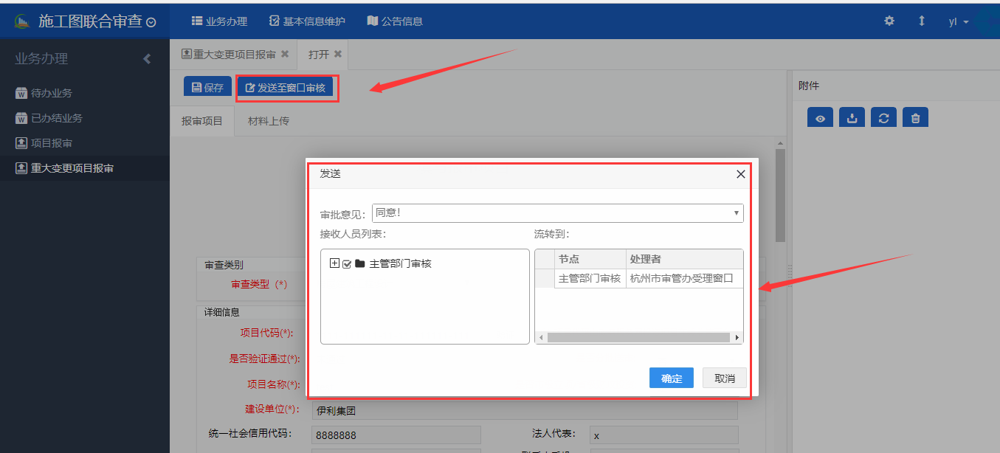 施工图联合审查
业务办理 基本信息维护 公告信息 yl
业务办理
待办业务
已办结业务
项目报审
重大变更项目报审
重大变更项目报审 打开
保存 发送至窗口审核
报审项目 材料上传
附件
发送
审批意见: 同意!
接收人员列表: 流转到:
主管部门审核
节点 处理者
主管部门审核 杭州市审管办受理窗口
确定 取消
审查类别
审查类型 (*)
详细信息
项目代码(*):
是否验证通过(*):
项目名称(*):
建设单位(*): 伊利集团
统一社会信用代码: 8888888 法人代表: x